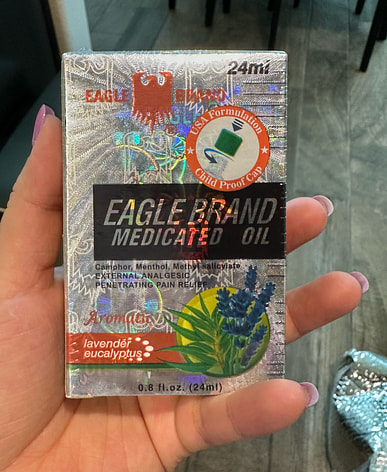 24ml
EAGLE BRAND
USA Formulation
Child Proof Cap
EAGLE BRAND
MEDICATED OIL
Camphor, Menthol, Methyl salicylate
EXTERNAL ANALGESIC
PENETRATING PAIN RELIEF
Aromatic
lavender
eucalyptus
0.8 fl.oz. (24ml)